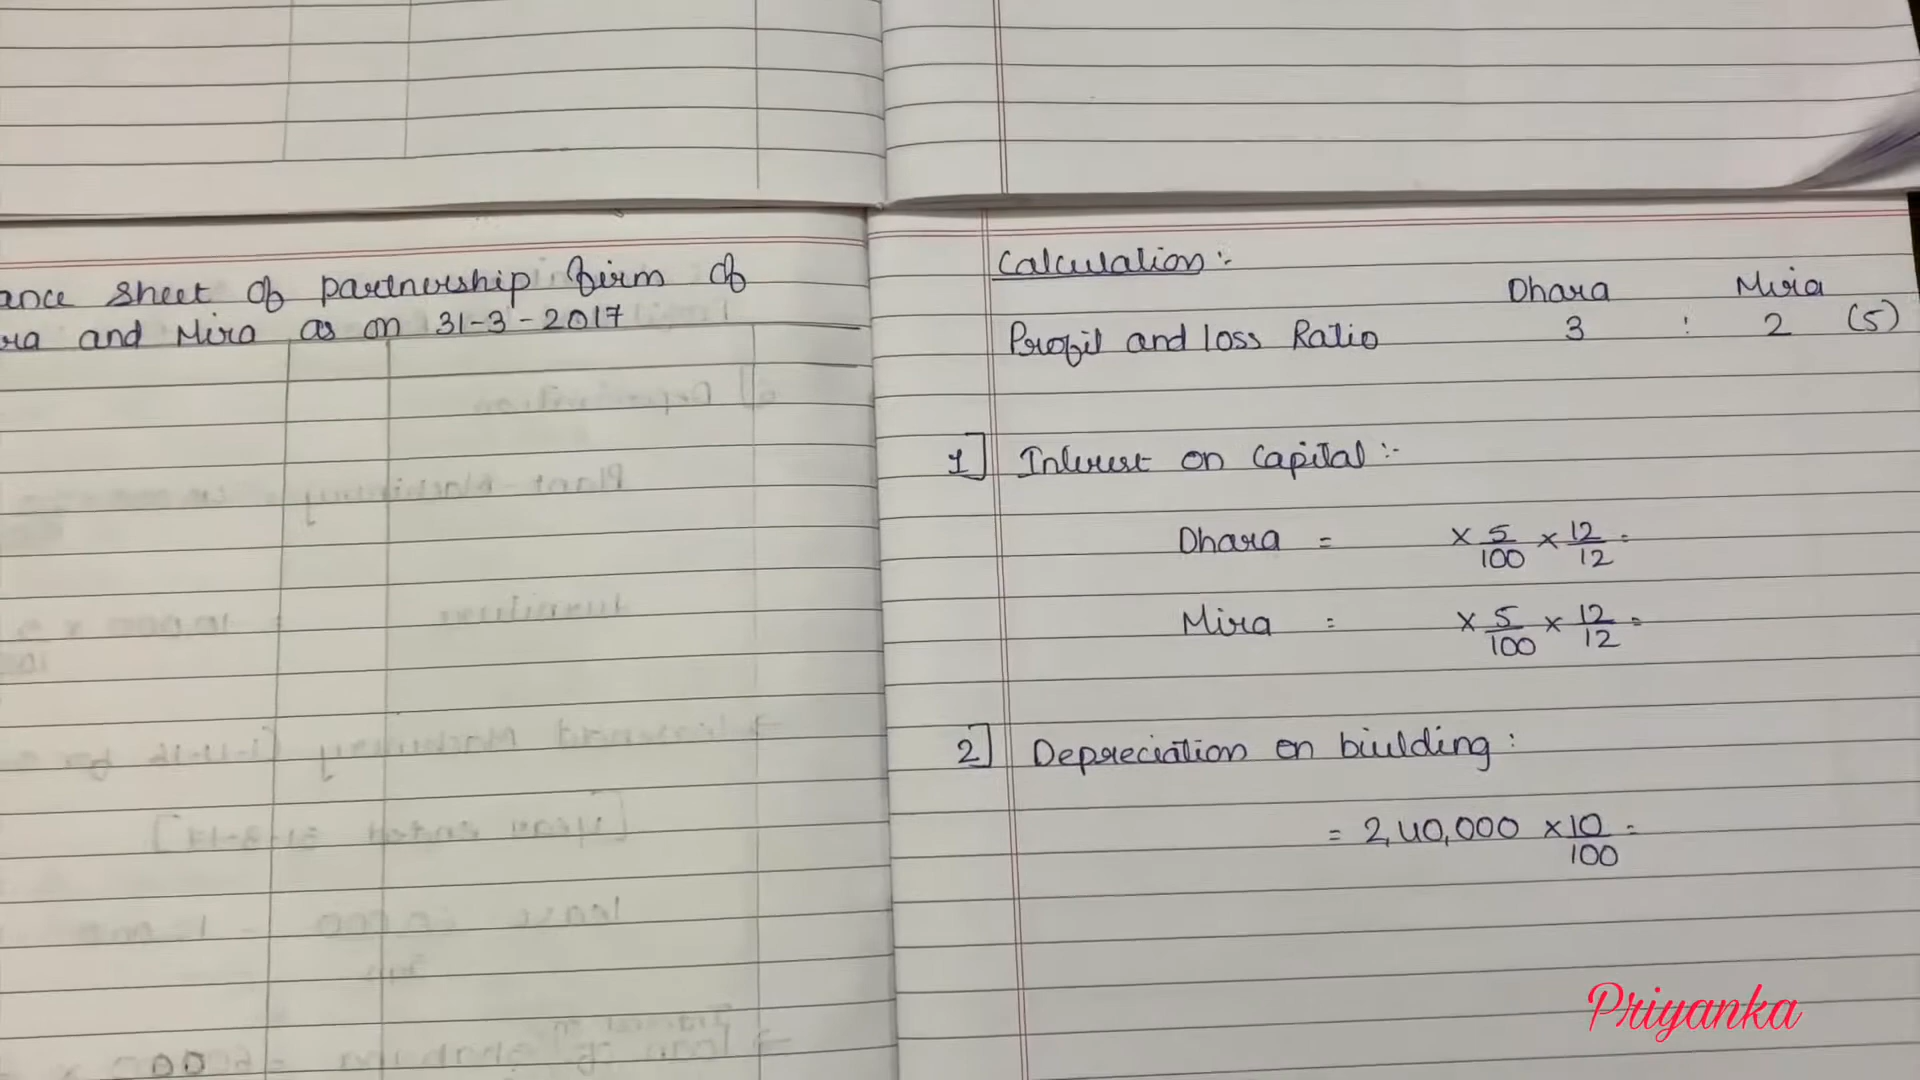 ance sheet of partnership firm of
ra and Mira as on 31-3-2017
Calculation :-
Dhara Mira
Profit and loss Ratio 3 : 2 (5)
1] Interest on Capital :-
Dhara = × 5/100 × 12/12 =
Mira = × 5/100 × 12/12 =
2] Depreciation on biulding :
= 2,40,000 × 10/100 =
Priyanka